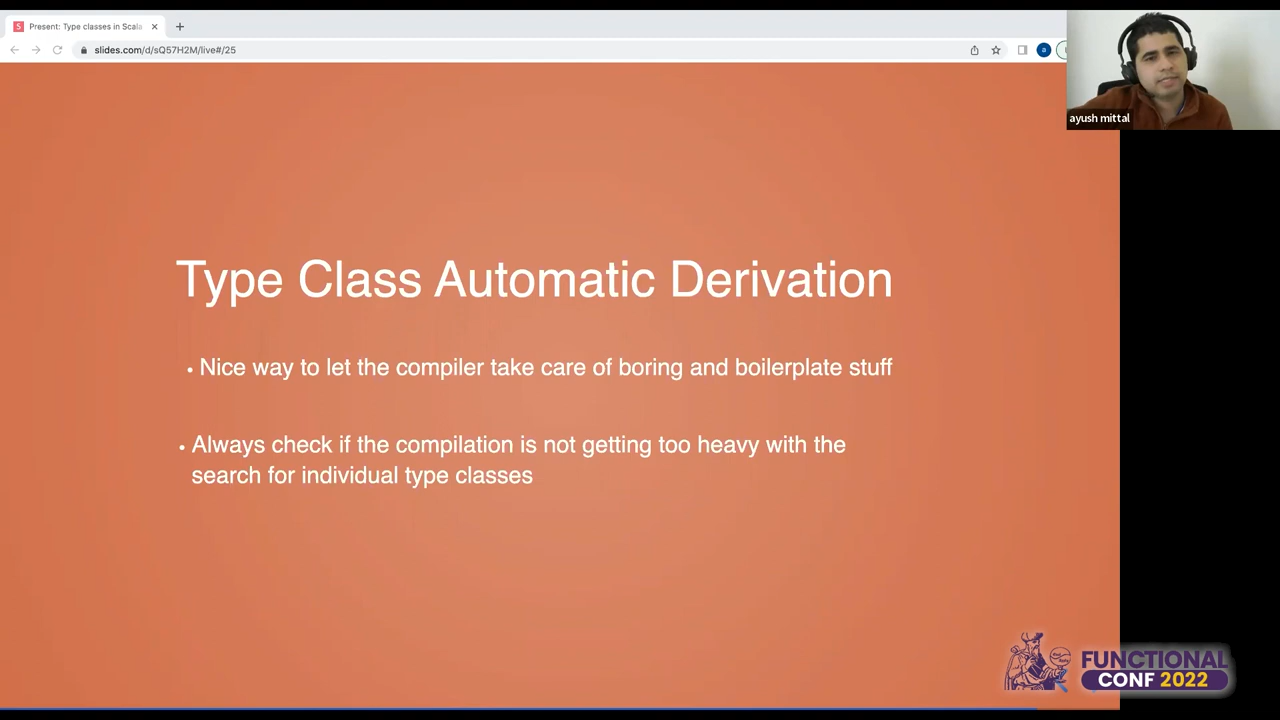 Present: Type classes in Scala
slides.com/d/sQ57H2M/live#/25
a
ayush mittal
Type Class Automatic Derivation
• Nice way to let the compiler take care of boring and boilerplate stuff
• Always check if the compilation is not getting too heavy with the
search for individual type classes
FUNCTIONAL
CONF 2022